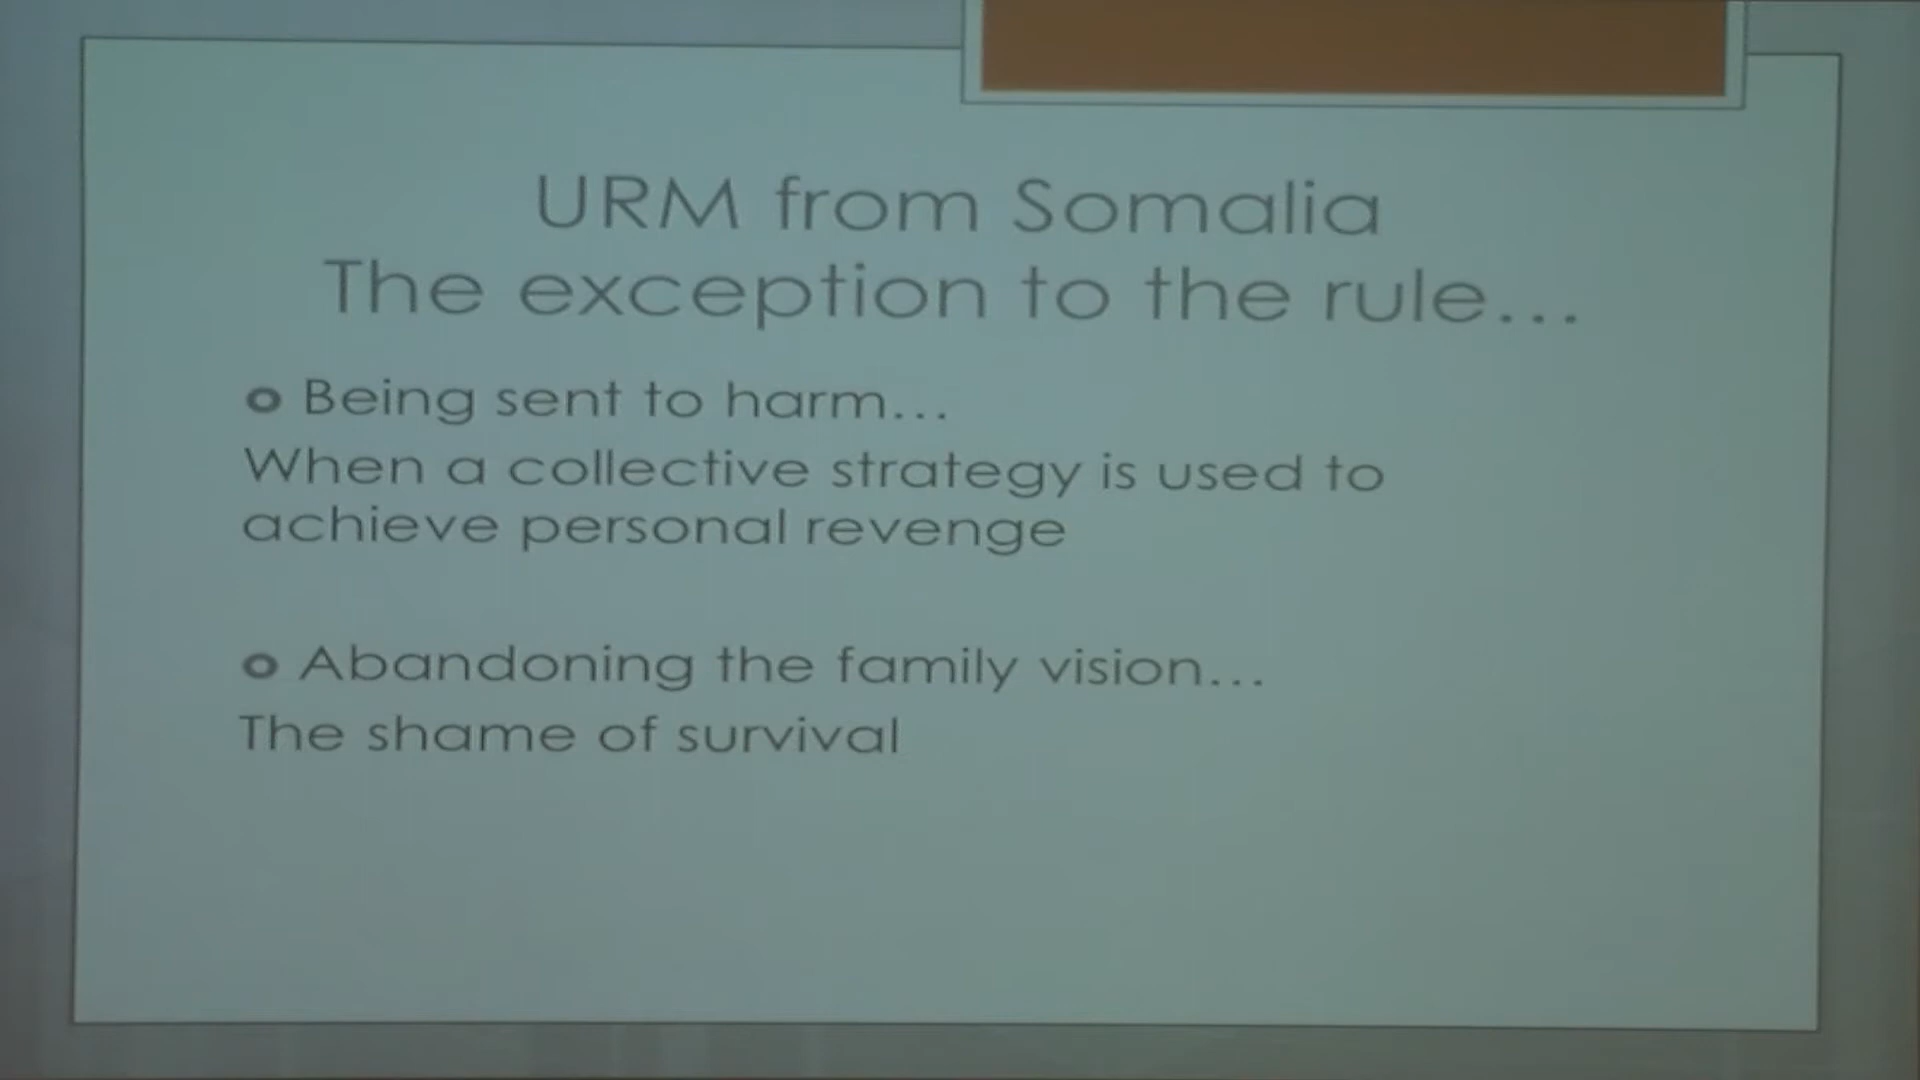 URM from Somalia
The exception to the rule...
Being sent to harm...
When a collective strategy is used to
achieve personal revenge
Abandoning the family vision...
The shame of survival